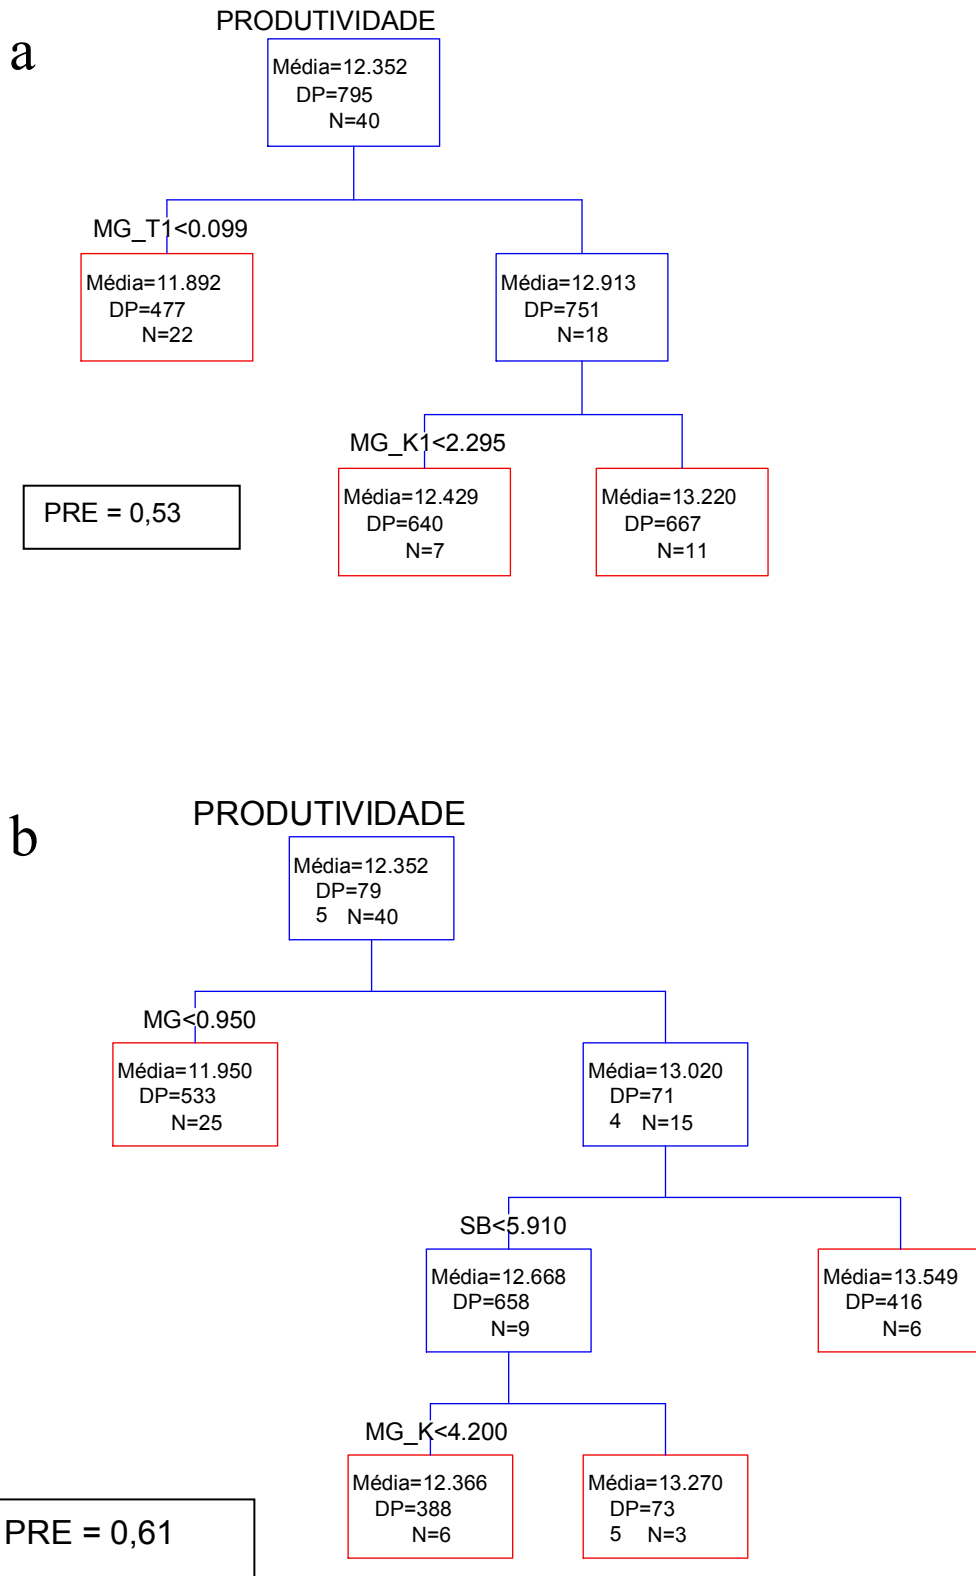 PRODUTIVIDADE
a
Média=12.352
DP=795
N=40
MG_T1<0.099
Média=11.892
DP=477
N=22
Média=12.913
DP=751
N=18
MG_K1<2.295
Média=12.429
DP=640
N=7
Média=13.220
DP=667
N=11
PRE = 0,53
PRODUTIVIDADE
b
Média=12.352
DP=79
5 N=40
MG<0.950
Média=11.950
DP=533
N=25
Média=13.020
DP=71
4 N=15
SB<5.910
Média=12.668
DP=658
N=9
Média=13.549
DP=416
N=6
MG_K<4.200
Média=12.366
DP=388
N=6
Média=13.270
DP=73
5 N=3
PRE = 0,61